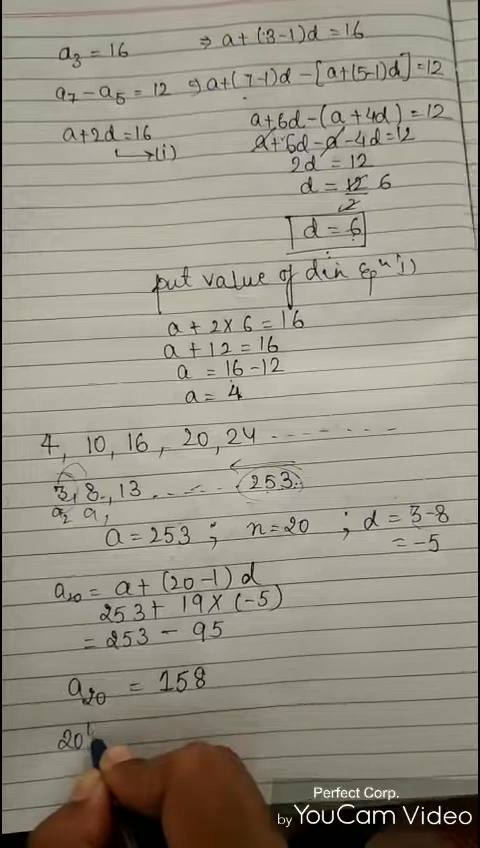 a₃ = 16 ⇒ a+(3-1)d = 16
a₇ - a₅ = 12 ⇒ a+(7-1)d - [a+(5-1)d] = 12
a+6d-(a+4d) = 12
a+2d = 16
(i)
a+6d-a-4d = 12
2d = 12
d = 12/2 6
d = 6
put value of d in Eqⁿ i)
a + 2×6 = 16
a + 12 = 16
a = 16-12
a = 4
4, 10, 16, 20, 24 --------
3, 8, 13 ------- 253
a₂ a₁
a = 253 ; n = 20 ; d = 3-8
= -5
a₂₀ = a+(20-1)d
253 + 19×(-5)
= 253 - 95
a₂₀ = 158
20
Perfect Corp.
by YouCam Video